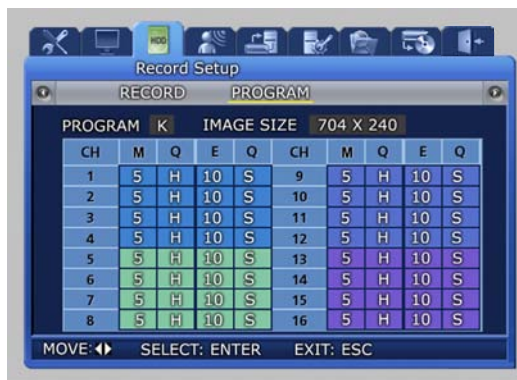 HDD
Record Setup
RECORD PROGRAM
PROGRAM K IMAGE SIZE 704 X 240
CH M Q E Q CH M Q E Q
1 5 H 10 S 9 5 H 10 S
2 5 H 10 S 10 5 H 10 S
3 5 H 10 S 11 5 H 10 S
4 5 H 10 S 12 5 H 10 S
5 5 H 10 S 13 5 H 10 S
6 5 H 10 S 14 5 H 10 S
7 5 H 10 S 15 5 H 10 S
8 5 H 10 S 16 5 H 10 S
MOVE: SELECT: ENTER EXIT: ESC